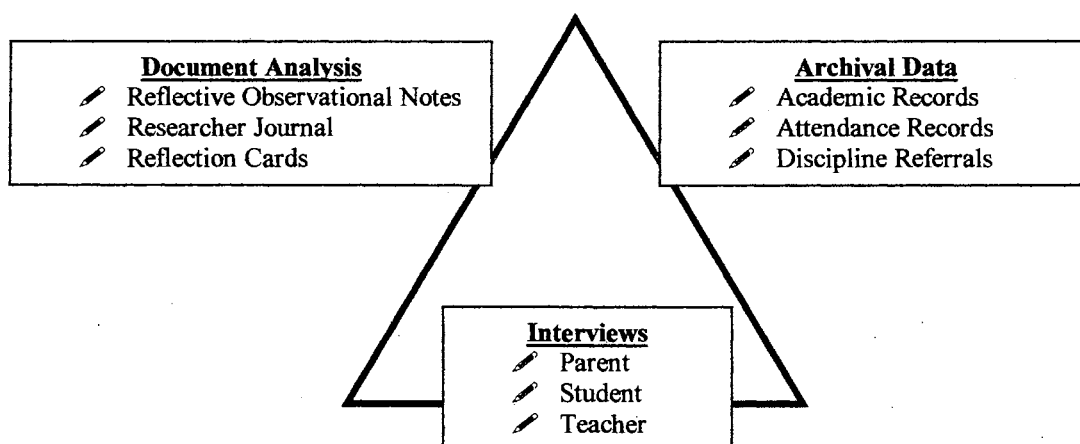 Document Analysis
Reflective Observational Notes
Researcher Journal
Reflection Cards
Archival Data
Academic Records
Attendance Records
Discipline Referrals
Interviews
Parent
Student
Teacher